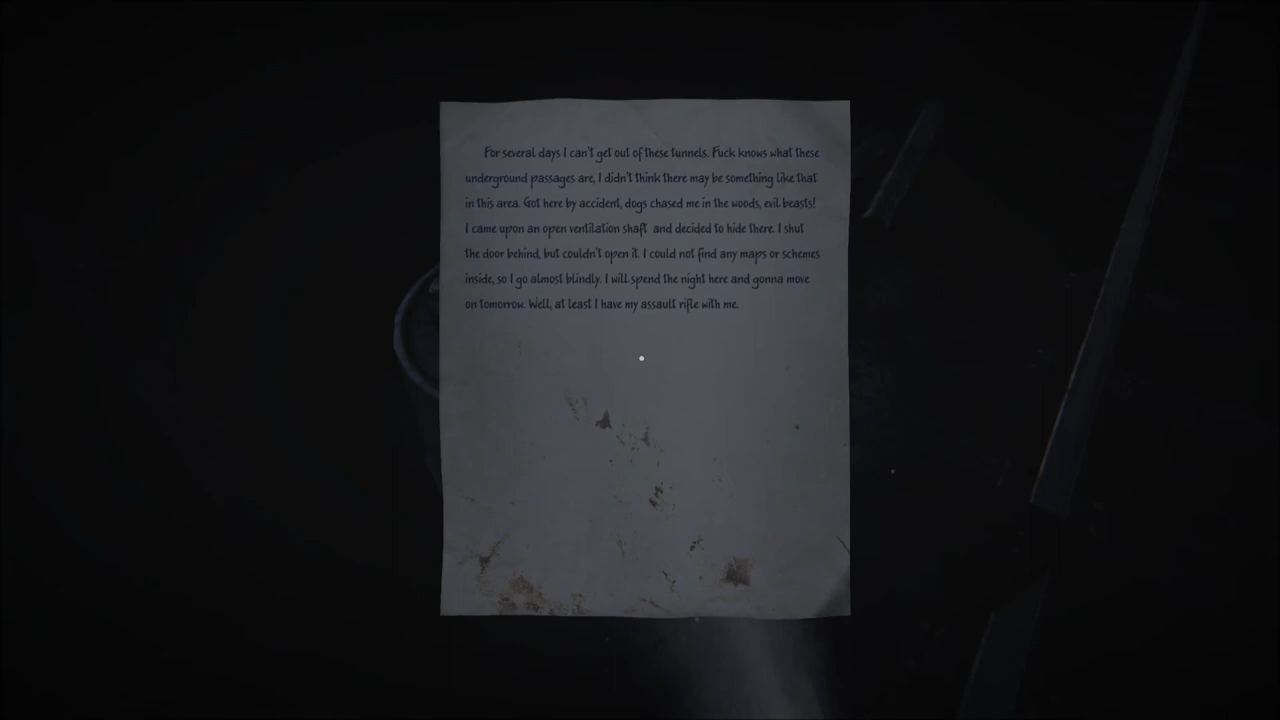 For several days I can't get out of these tunnels. Fuck knows what these
underground passages are, I didn't think there may be something like that
in this area. Got here by accident, dogs chased me in the woods, evil beasts!
I came upon an open ventilation shaft and decided to hide there. I shut
the door behind, but couldn't open it. I could not find any maps or schemes
inside, so I go almost blindly. I will spend the night here and gonna move
on tomorrow. Well, at least I have my assault rifle with me.